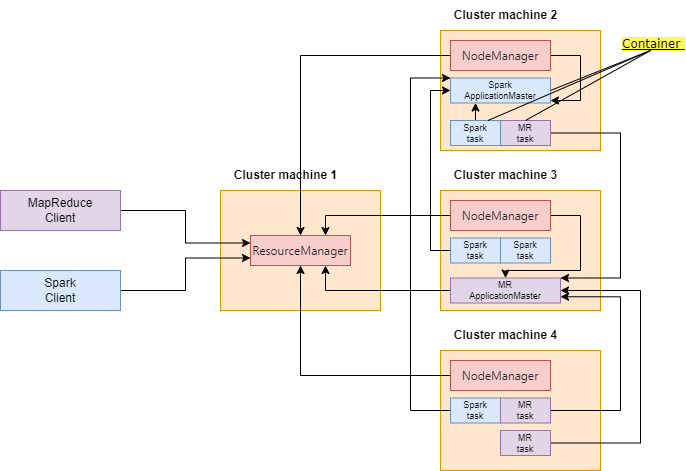 Cluster machine 2
Container
NodeManager
Spark
ApplicationMaster
Spark
task
MR
task
Cluster machine 1
Cluster machine 3
MapReduce
Client
ResourceManager
Spark
Client
NodeManager
Spark
task
Spark
task
MR
ApplicationMaster
Cluster machine 4
NodeManager
Spark
task
MR
task
MR
task